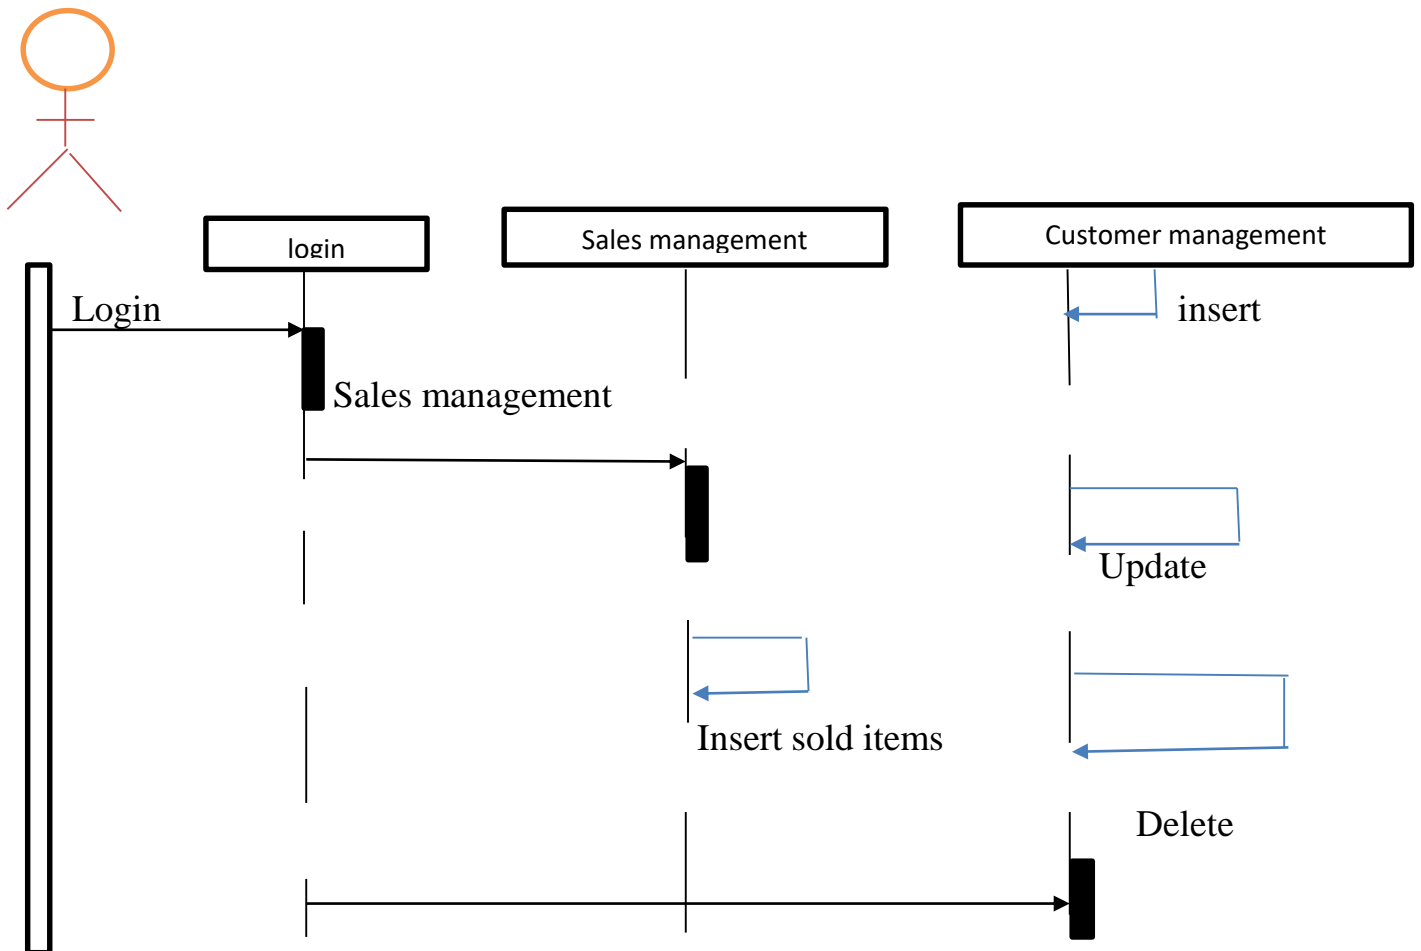 login
Sales management
Customer management
Login
insert
Sales management
Update
Insert sold items
Delete